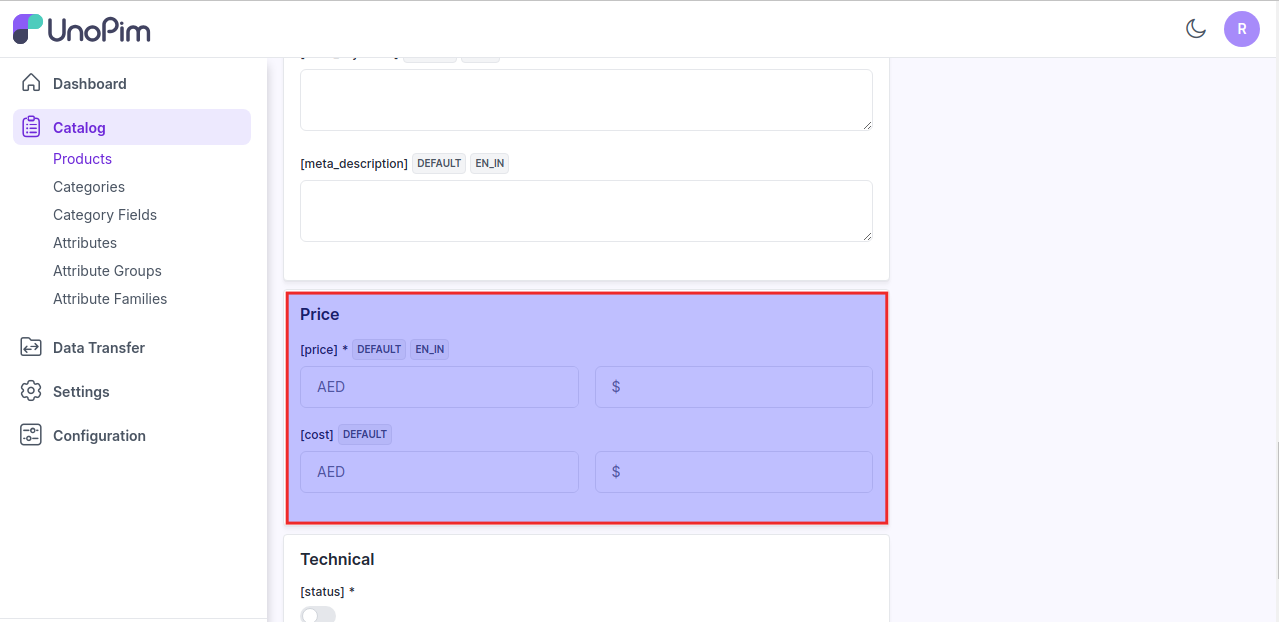 UnoPim
R
Dashboard
Catalog
Products
Categories
Category Fields
Attributes
Attribute Groups
Attribute Families
Data Transfer
Settings
Configuration
[meta_description] DEFAULT EN_IN
Price
[price] * DEFAULT EN_IN
AED $
[cost] DEFAULT
AED $
Technical
[status] *